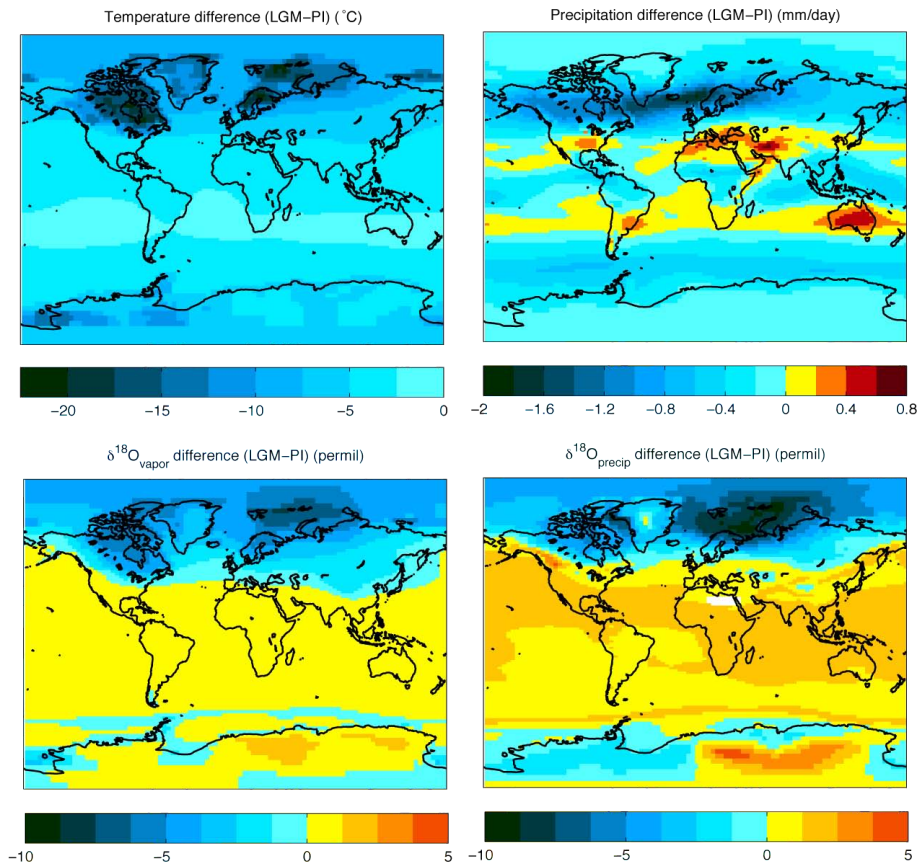 Temperature difference (LGM−PI) (˚C)
Precipitation difference (LGM−PI) (mm/day)
−20 −15 −10 −5 0
−2 −1.6 −1.2 −0.8 −0.4 0 0.4 0.8
δ¹⁸Ovapor difference (LGM−PI) (permil)
δ¹⁸Oprecip difference (LGM−PI) (permil)
−10 −5 0 5
−10 −5 0 5